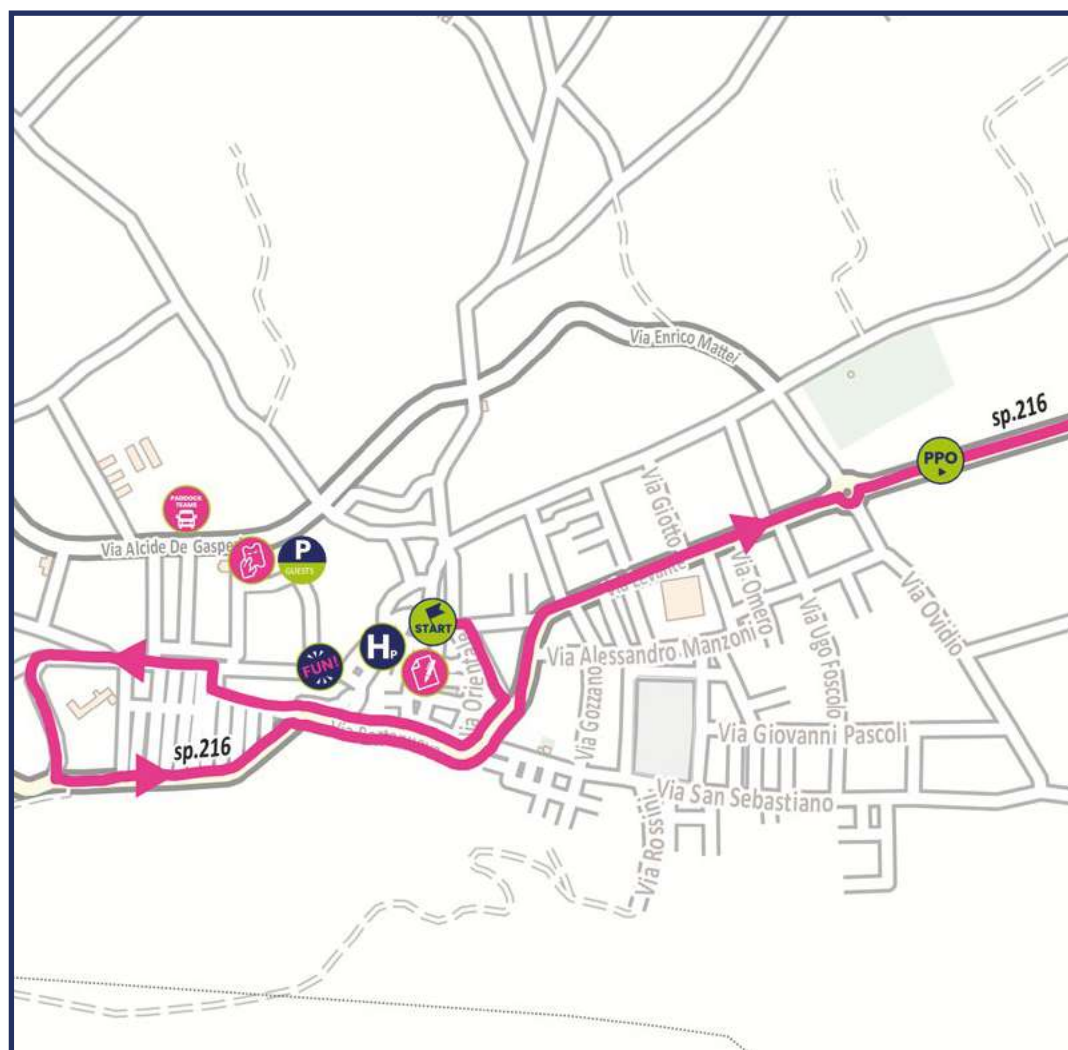 Via Enrico Mattei
sp.216
PPO
PADDOCK
TEAMS
Via Giotto
Via Alcide De
P
GUESTS
Via Levante
Via Omero
Via Ovidio
START
H P
Via Ugo Foscolo
Via Alessandro Manzoni
FUN!
Via Orientale
Via Gozzano
Via Giovanni Pascoli
sp.216
Via
Via San Sebastiano
Via Rossini